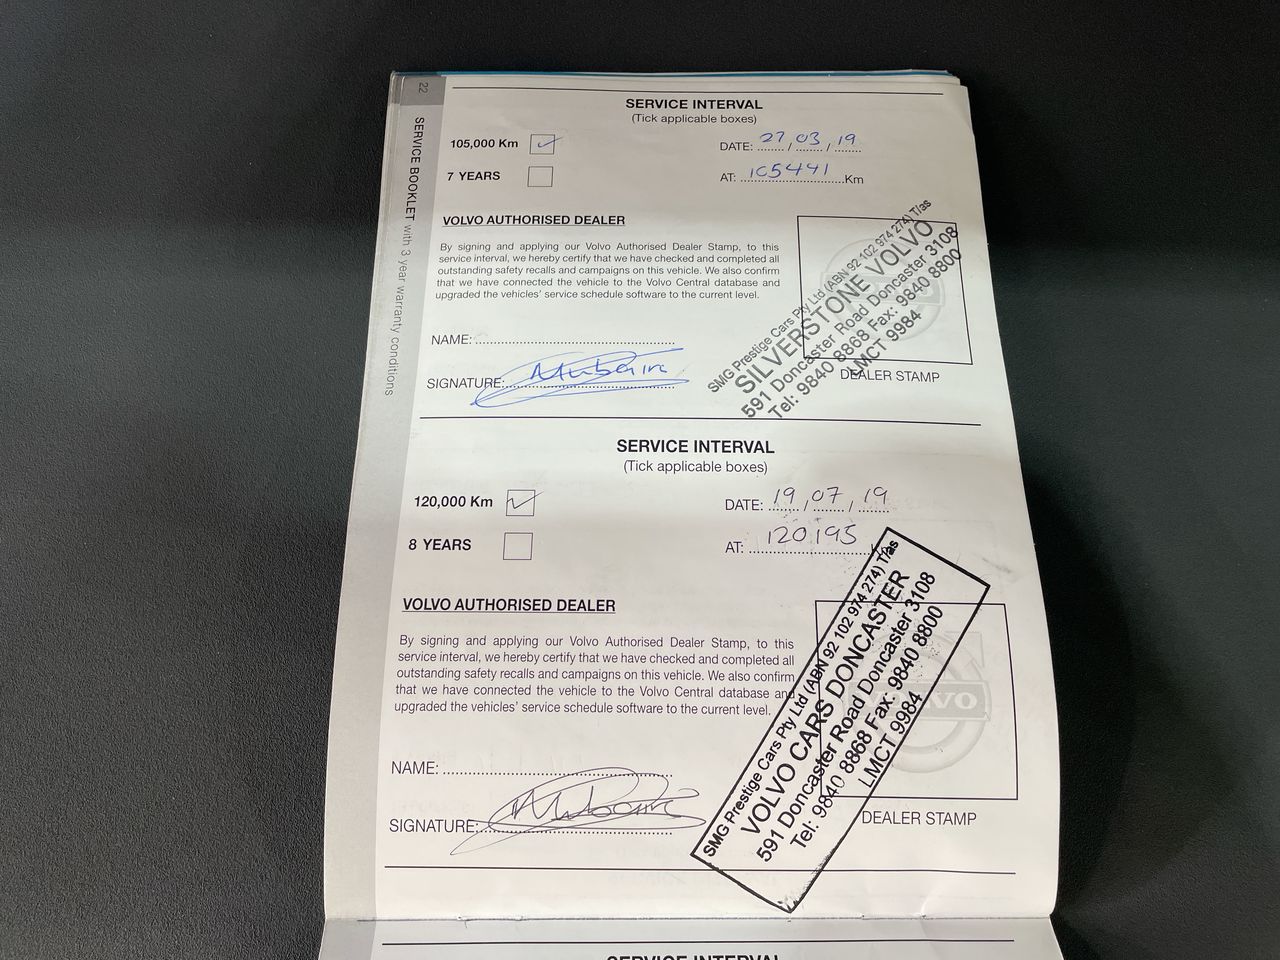 22
SERVICE BOOKLET with 3 year warranty conditions
SERVICE INTERVAL
(Tick applicable boxes)
105,000 Km
DATE: 27/03/19
7 YEARS
AT: 105441 Km
VOLVO AUTHORISED DEALER
By signing and applying our Volvo Authorised Dealer Stamp, to this
service interval, we hereby certify that we have checked and completed all
outstanding safety recalls and campaigns on this vehicle. We also confirm
that we have connected the vehicle to the Volvo Central database and
upgraded the vehicles' service schedule software to the current level.
SMG Prestige Cars Pty Ltd (ABN 92 102 974 274) T/as
SILVERSTONE VOLVO
591 Doncaster Road Doncaster 3108
Tel: 9840 8868 Fax: 9840 8800
LMCT 9984
NAME:
SIGNATURE:
DEALER STAMP
SERVICE INTERVAL
(Tick applicable boxes)
120,000 Km
DATE: 19/07/19
8 YEARS
AT: 120195
VOLVO AUTHORISED DEALER
By signing and applying our Volvo Authorised Dealer Stamp, to this
service interval, we hereby certify that we have checked and completed all
outstanding safety recalls and campaigns on this vehicle. We also confirm
that we have connected the vehicle to the Volvo Central database and
upgraded the vehicles' service schedule software to the current level.
SMG Prestige Cars Pty Ltd (ABN 92 102 974 274) T/as
VOLVO CARS DONCASTER
591 Doncaster Road Doncaster 3108
Tel: 9840 8868 Fax: 9840 8800
LMCT 9984
NAME:
SIGNATURE:
DEALER STAMP
SERVICE INTERVAL